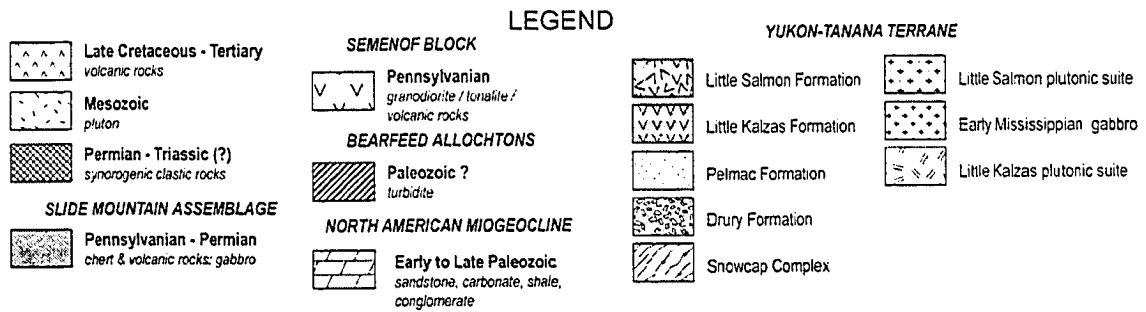 LEGEND
Late Cretaceous - Tertiary
volcanic rocks
Mesozoic
pluton
Permian - Triassic (?)
synorogenic clastic rocks
SLIDE MOUNTAIN ASSEMBLAGE
Pennsylvanian - Permian
chert & volcanic rocks; gabbro
SEMENOF BLOCK
Pennsylvanian
granodiorite / tonalite /
volcanic rocks
BEARFEED ALLOCHTONS
Paleozoic ?
turbidite
NORTH AMERICAN MIOGEOCLINE
Early to Late Paleozoic
sandstone, carbonate, shale,
conglomerate
YUKON-TANANA TERRANE
Little Salmon Formation
Little Kalzas Formation
Pelmac Formation
Drury Formation
Snowcap Complex
Little Salmon plutonic suite
Early Mississippian gabbro
Little Kalzas plutonic suite